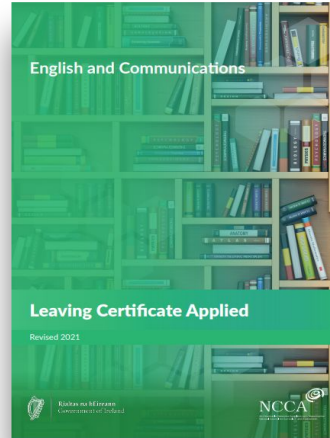 English and Communications
Leaving Certificate Applied
Revised 2021
Rialtas na hÉireann
Government of Ireland
NCCA